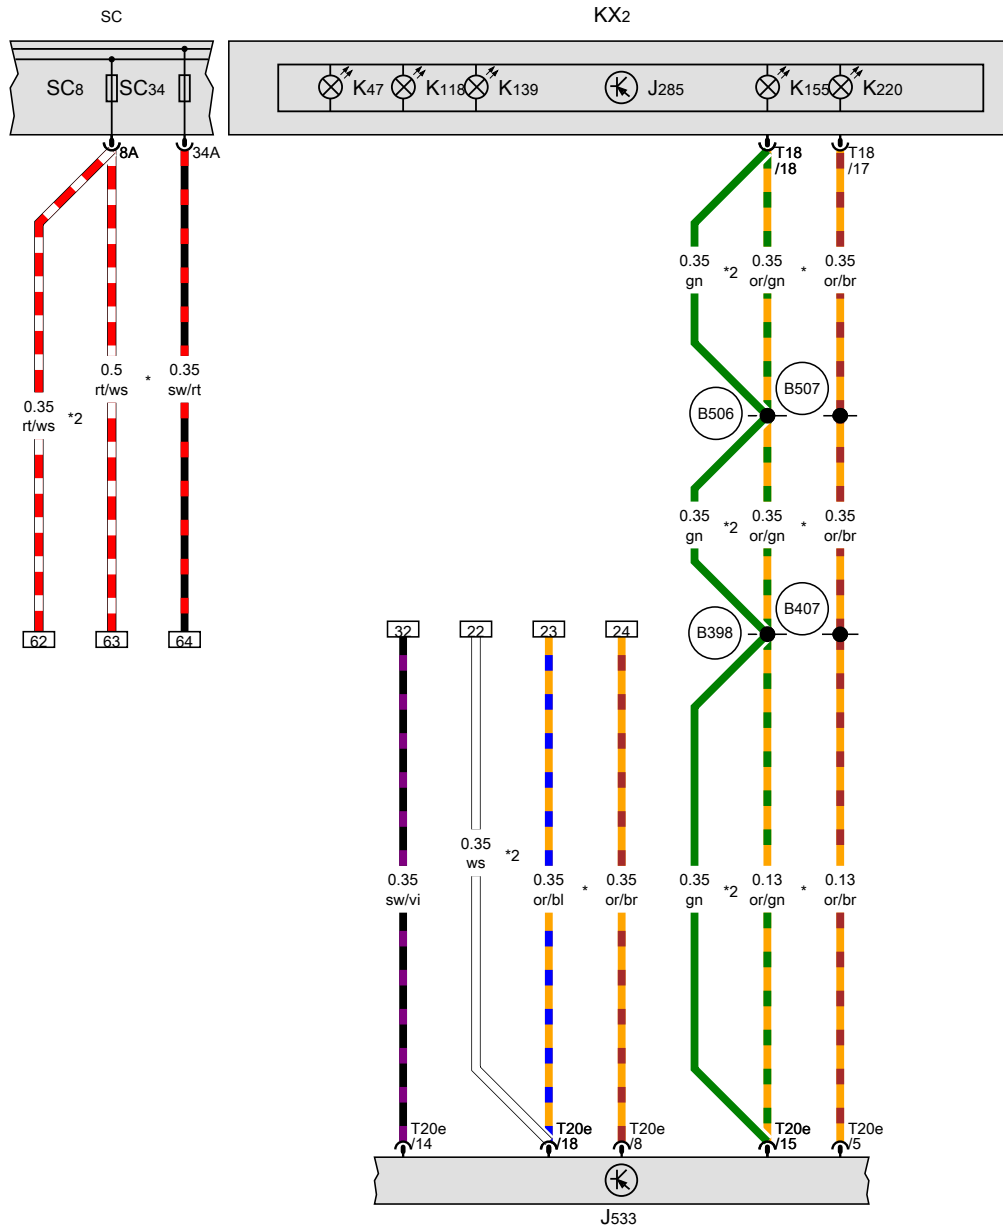 SC
KX2
SC8
SC34
K47
K118
K139
J285
K155
K220
8A
34A
T18
/18
T18
/17
0.35
gn
*2
0.35
or/gn
*
0.35
or/br
0.5
rt/ws
*
0.35
sw/rt
0.35
rt/ws
*2
B506
B507
0.35
gn
*2
0.35
or/gn
*
0.35
or/br
B398
B407
62
63
64
32
22
23
24
0.35
ws
*2
0.35
sw/vi
0.35
or/bl
*
0.35
or/br
0.35
gn
*2
0.13
or/gn
*
0.13
or/br
T20e
/14
T20e
/18
T20e
/8
T20e
/15
T20e
/5
J533